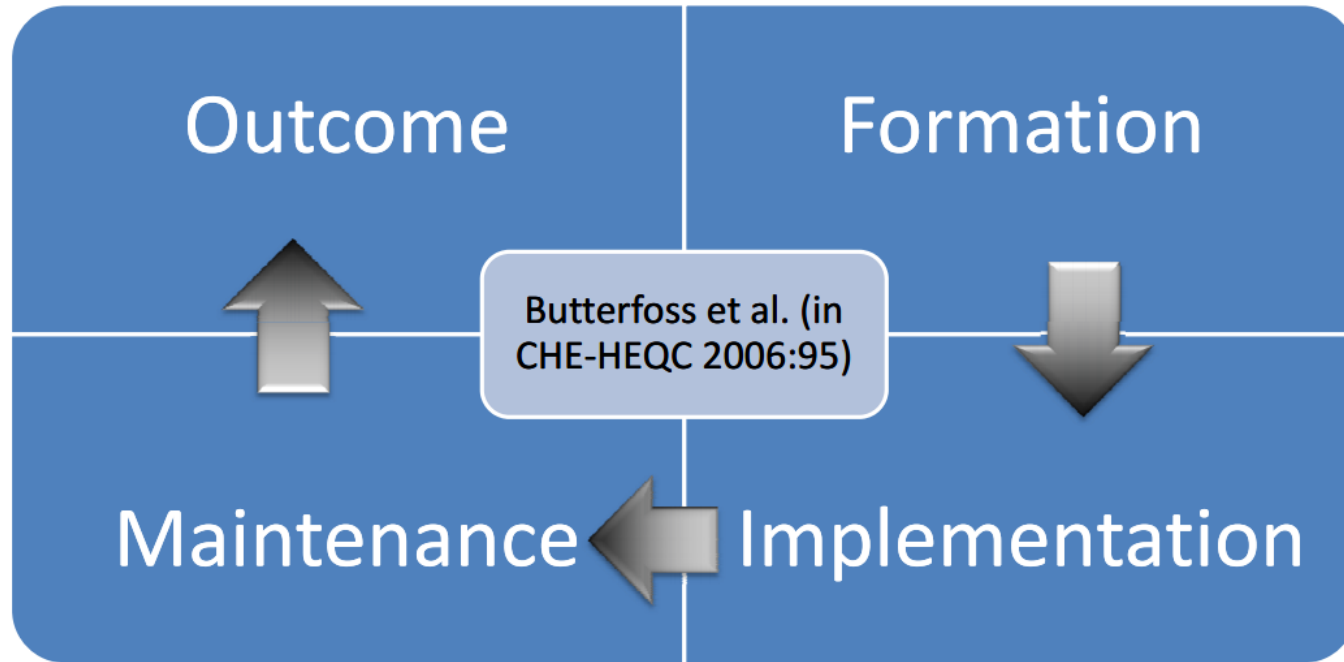 Outcome
Formation
Butterfoss et al. (in
CHE-HEQC 2006:95)
Maintenance
Implementation